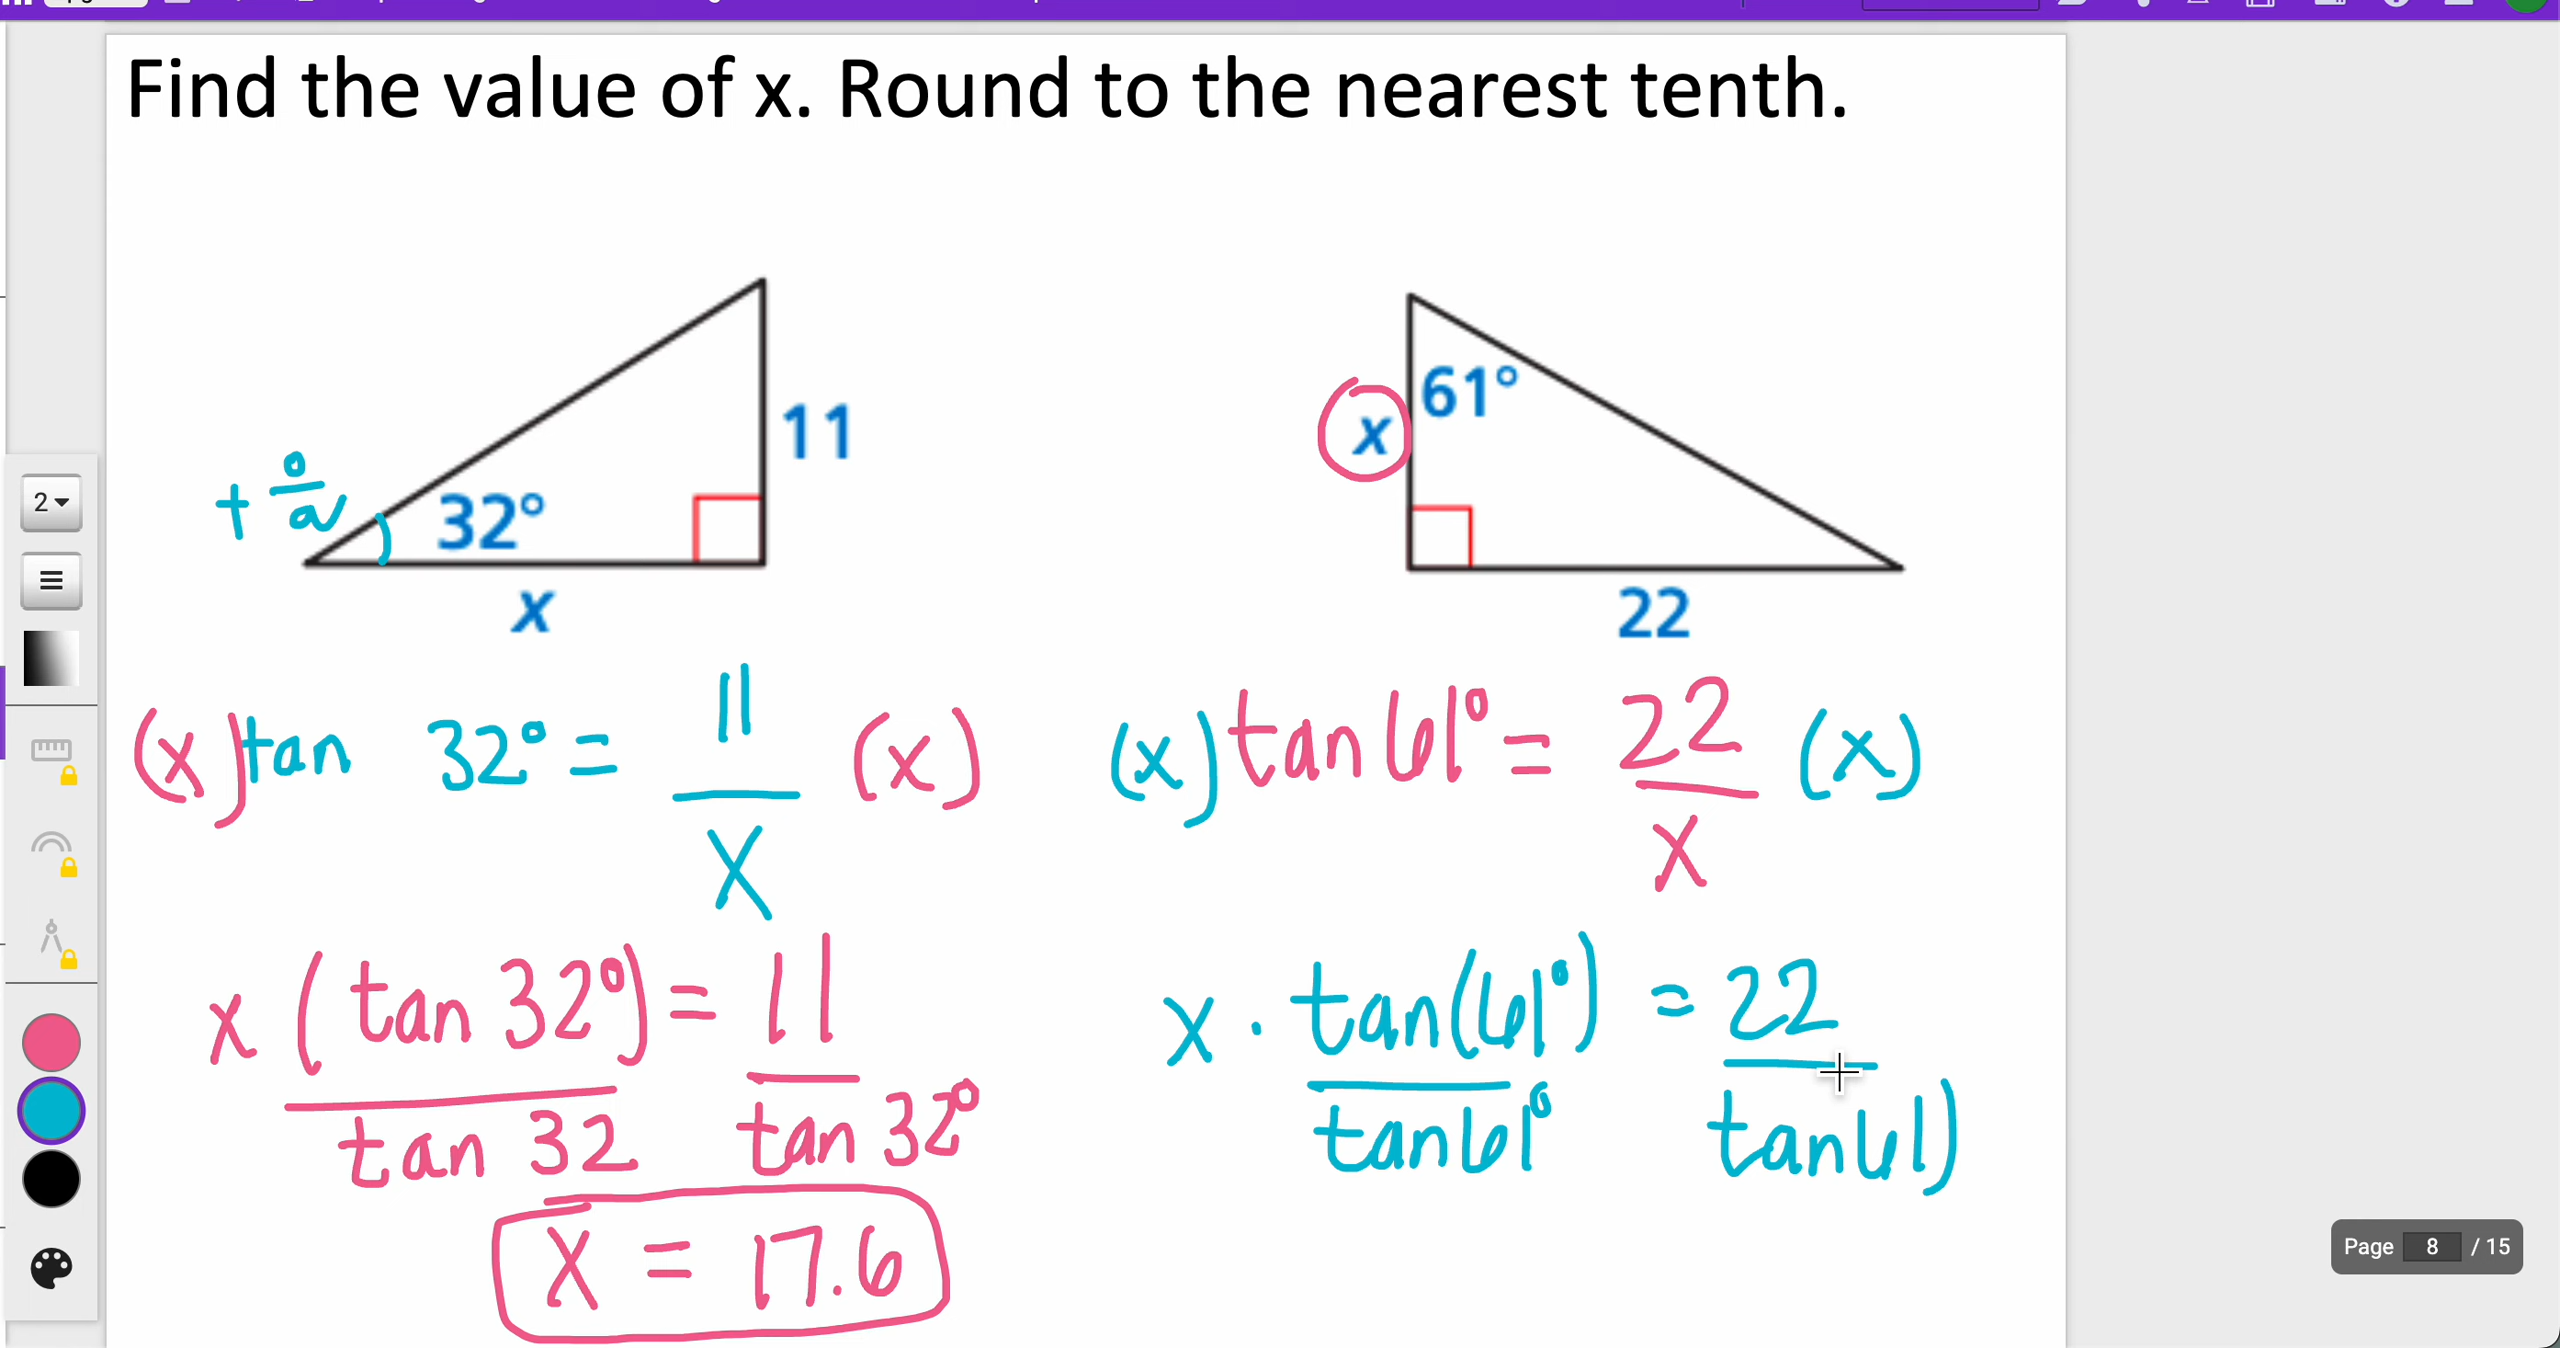 Find the value of x. Round to the nearest tenth.
11
32°
x
t o/a
61°
x
22
(x) tan 32° = 11/x (x)
x (tan 32°) = 11
tan 32 tan 32°
x = 17.6
(x) tan 61° = 22/x (x)
x · tan(61°) = 22
tan 61° tan 61)
2
Page 8 / 15